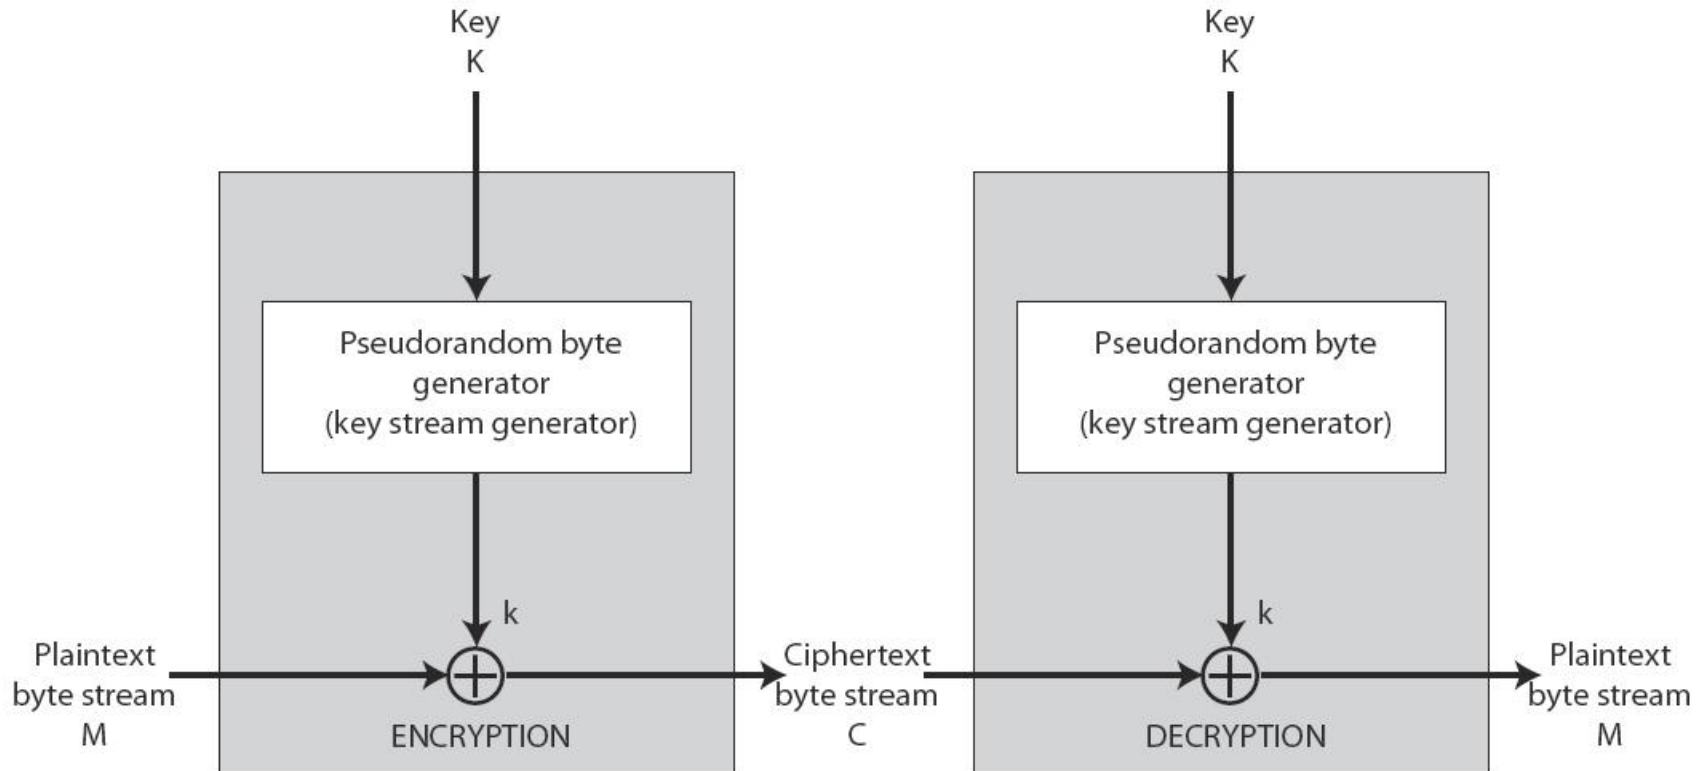 Key
K
Key
K
Pseudorandom byte
generator
(key stream generator)
Pseudorandom byte
generator
(key stream generator)
k
k
Plaintext
byte stream
M
ENCRYPTION
Ciphertext
byte stream
C
DECRYPTION
Plaintext
byte stream
M